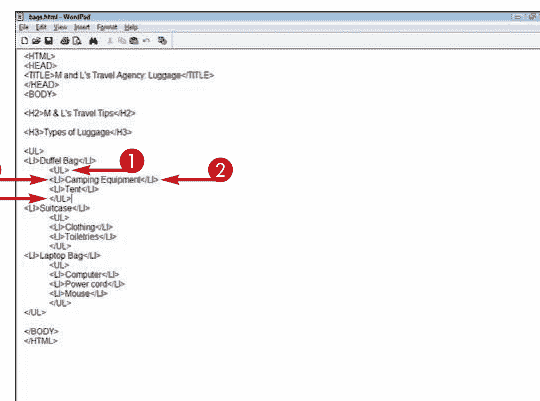 bags.html - WordPad
File Edit View Insert Format Help
<HTML>
<HEAD>
<TITLE>M and L's Travel Agency: Luggage</TITLE>
</HEAD>
<BODY>
<H2>M & L's Travel Tips</H2>
<H3>Types of Luggage</H3>
<UL>
<LI>Duffel Bag</LI>
<UL> 1
<LI>Camping Equipment</LI> 2
<LI>Tent</LI>
</UL>
<LI>Suitcase</LI>
<UL>
<LI>Clothing</LI>
<LI>Toiletries</LI>
</UL>
<LI>Laptop Bag</LI>
<UL>
<LI>Computer</LI>
<LI>Power cord</LI>
<LI>Mouse</LI>
</UL>
</UL>
</BODY>
</HTML>